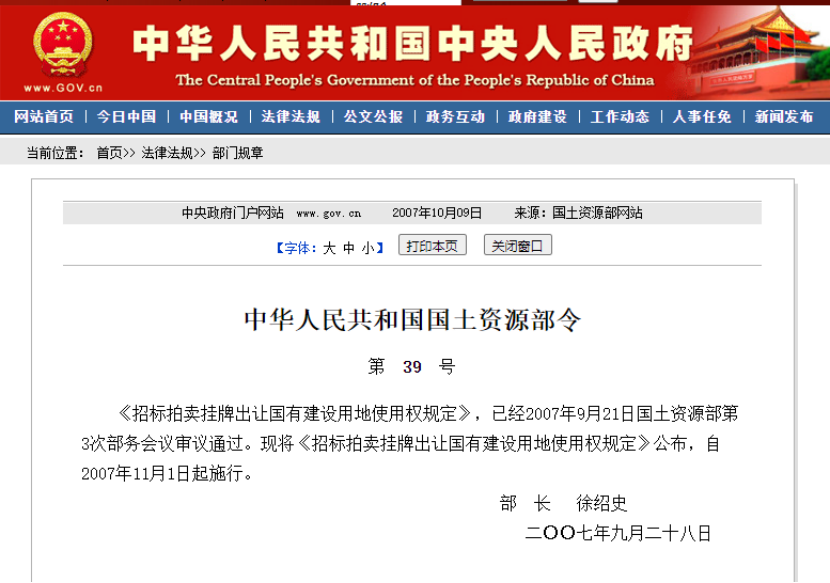 中华人民共和国中央人民政府
The Central People's Government of the People's Republic of China
www.GOV.cn
网站首页 | 今日中国 | 中国概况 | 法律法规 | 公文公报 | 政务互动 | 政府建设 | 工作动态 | 人事任免 | 新闻发布
当前位置： 首页>> 法律法规>> 部门规章
中央政府门户网站 www.gov.cn 2007年10月09日 来源：国土资源部网站
【字体：大 中 小】 打印本页 关闭窗口
中华人民共和国国土资源部令
第 39 号
《招标拍卖挂牌出让国有建设用地使用权规定》，已经2007年9月21日国土资源部第
3次部务会议审议通过。现将《招标拍卖挂牌出让国有建设用地使用权规定》公布，自
2007年11月1日起施行。
部 长 徐绍史
二〇〇七年九月二十八日